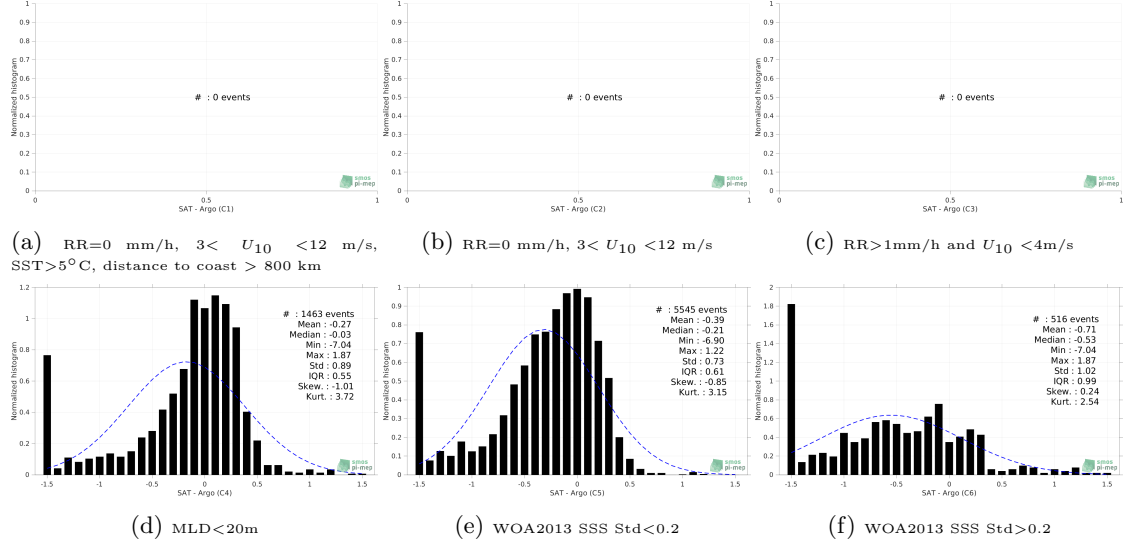 1
0.9
0.8
0.7
0.6
0.5
0.4
0.3
0.2
0.1
0
Normalized histogram
# : 0 events
smos
pi-mep
0 0.5 1
SAT - Argo (C1)
(a) RR=0 mm/h, 3< U10 <12 m/s,
SST>5°C, distance to coast > 800 km
1
0.9
0.8
0.7
0.6
0.5
0.4
0.3
0.2
0.1
0
Normalized histogram
# : 0 events
smos
pi-mep
0 0.5 1
SAT - Argo (C2)
(b) RR=0 mm/h, 3< U10 <12 m/s
1
0.9
0.8
0.7
0.6
0.5
0.4
0.3
0.2
0.1
0
Normalized histogram
# : 0 events
smos
pi-mep
0 0.5 1
SAT - Argo (C3)
(c) RR>1mm/h and U10 <4m/s
1.2
1
0.8
0.6
0.4
0.2
0
Normalized histogram
# : 1463 events
Mean : -0.27
Median : -0.03
Min : -7.04
Max : 1.87
Std : 0.89
IQR : 0.55
Skew. : -1.01
Kurt. : 3.72
smos
pi-mep
-1.5 -1 -0.5 0 0.5 1 1.5
SAT - Argo (C4)
(d) MLD<20m
1
0.9
0.8
0.7
0.6
0.5
0.4
0.3
0.2
0.1
0
Normalized histogram
# : 5545 events
Mean : -0.39
Median : -0.21
Min : -6.90
Max : 1.22
Std : 0.73
IQR : 0.61
Skew. : -0.85
Kurt. : 3.15
smos
pi-mep
-1.5 -1 -0.5 0 0.5 1 1.5
SAT - Argo (C5)
(e) WOA2013 SSS Std<0.2
2
1.8
1.6
1.4
1.2
1
0.8
0.6
0.4
0.2
0
Normalized histogram
# : 516 events
Mean : -0.71
Median : -0.53
Min : -7.04
Max : 1.87
Std : 1.02
IQR : 0.99
Skew. : 0.24
Kurt. : 2.54
smos
pi-mep
-1.5 -1 -0.5 0 0.5 1 1.5
SAT - Argo (C6)
(f) WOA2013 SSS Std>0.2